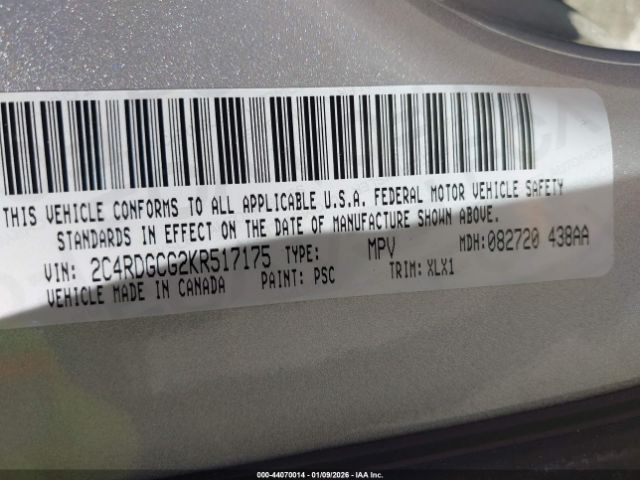 THIS VEHICLE CONFORMS TO ALL APPLICABLE U.S.A. FEDERAL MOTOR VEHICLE SAFETY
STANDARDS IN EFFECT ON THE DATE OF MANUFACTURE SHOWN ABOVE.
VIN: 2C4RDGCG2KR517175 TYPE: MPV MDH:082720 438AA
VEHICLE MADE IN CANADA PAINT: PSC TRIM: XLX1
000-44070014 - 01/09/2026 - IAA Inc.